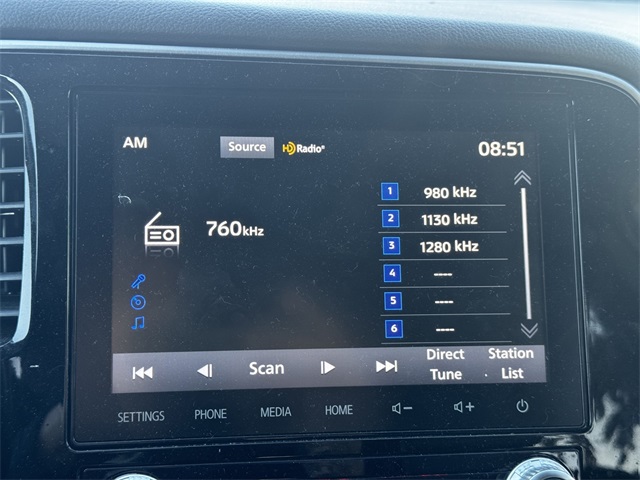 AM Source HD Radio® 08:51
760kHz
1 980 kHz
2 1130 kHz
3 1280 kHz
4 ----
5 ----
6 ----
Scan
Direct Tune
Station List
SETTINGS PHONE MEDIA HOME